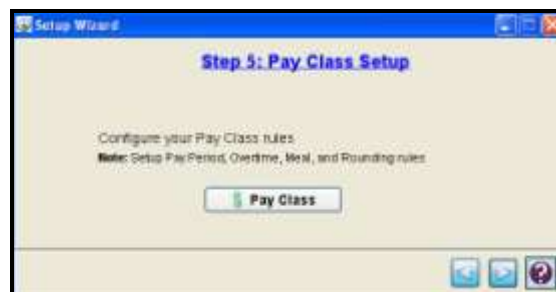 Setup Wizard
Step 5: Pay Class Setup
Configure your Pay Class rules
Note: Setup Pay Period, Overtime, Meal, and Rounding rules
Pay Class